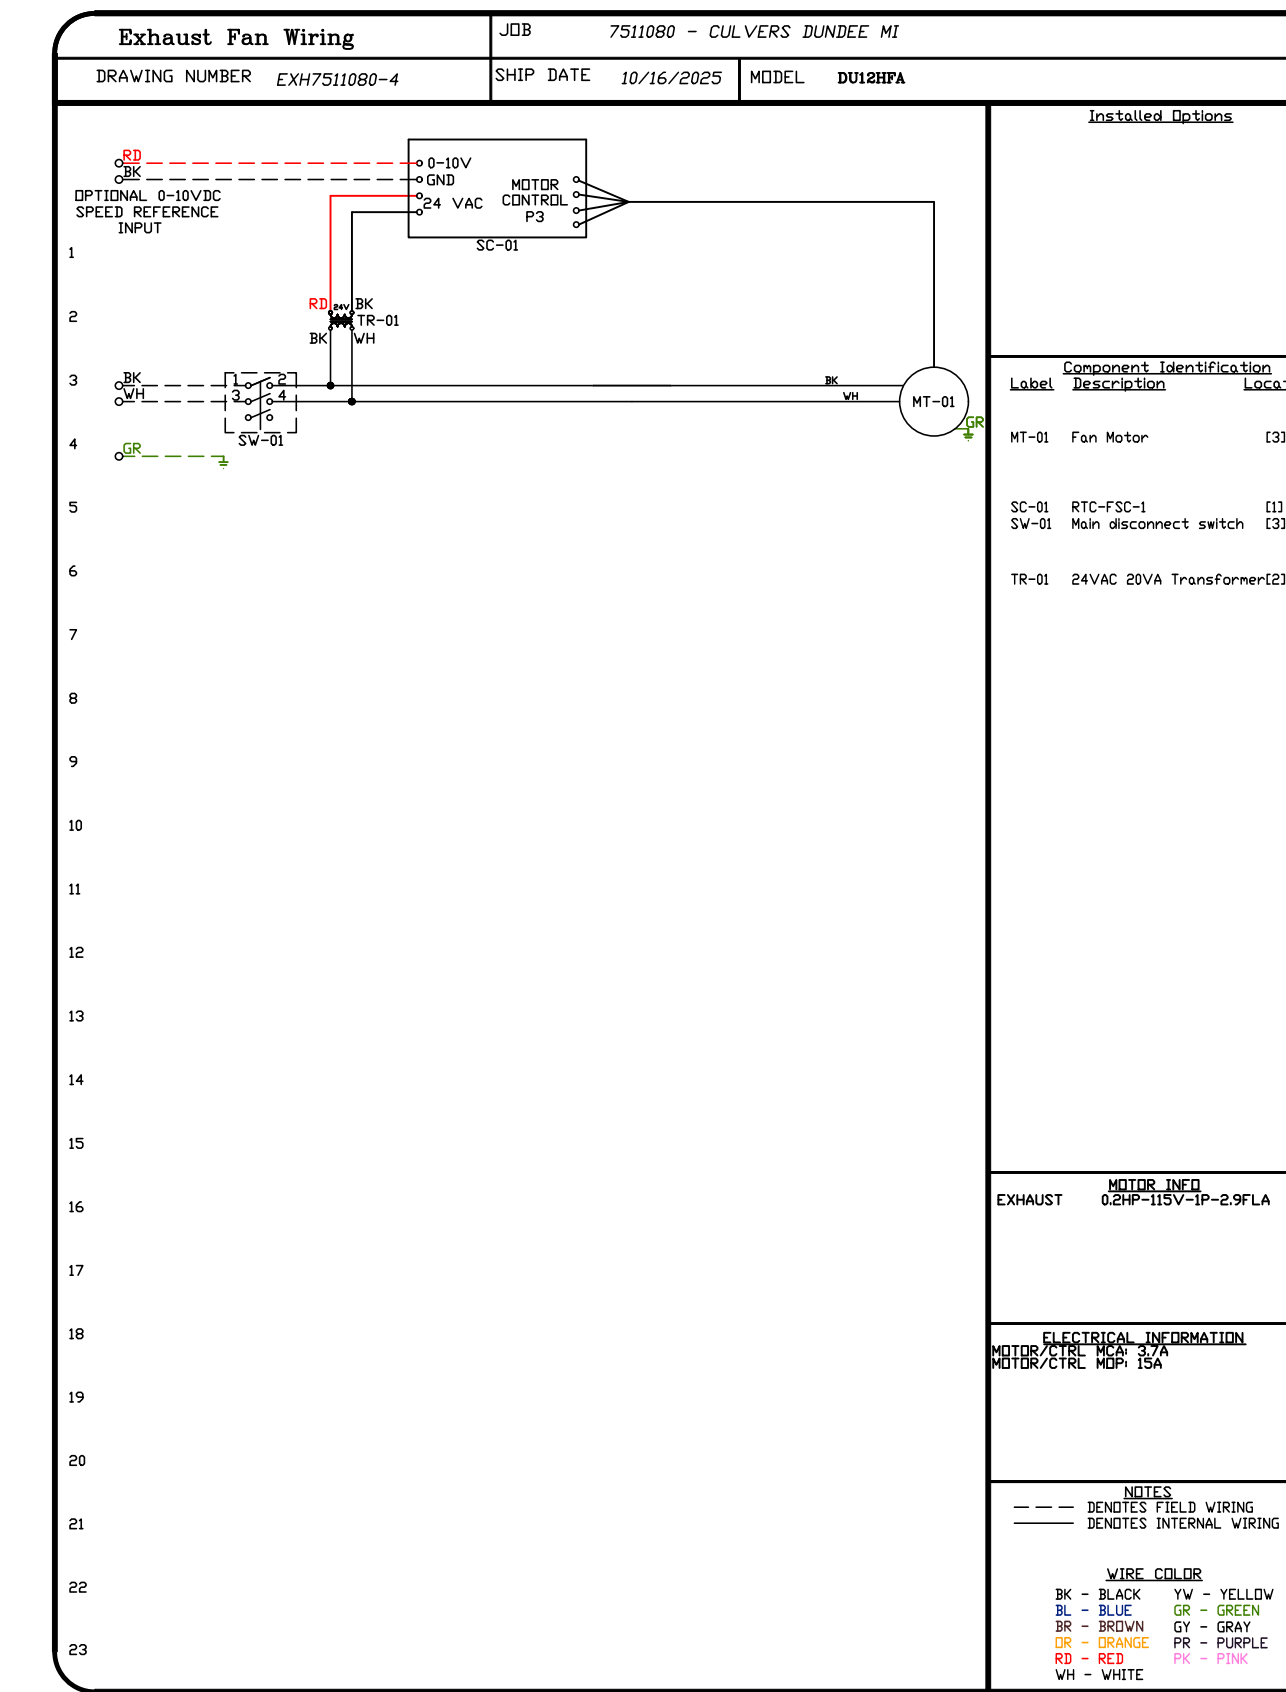 Exhaust Fan Wiring
JOB 7511080 - CULVERS DUNDEE MI
DRAWING NUMBER EXH7511080-4
SHIP DATE 10/16/2025
MODEL DU12HFA
RD
BK
OPTIONAL 0-10VDC
SPEED REFERENCE
INPUT
0-10V
GND
24 VAC
MOTOR
CONTROL
P3
SC-01
1
RD 24V BK
2
TR-01
BK WH
3
BK
WH
1 2
3 4
SW-01
BK
WH
MT-01
GR
4
GR
5
6
7
8
9
10
11
12
13
14
15
16
17
18
19
20
21
22
23
Installed Options
Component Identification
Label Description Locat
MT-01 Fan Motor [3]
SC-01 RTC-FSC-1 [1]
SW-01 Main disconnect switch [3]
TR-01 24VAC 20VA Transformer[2]
MOTOR INFO
EXHAUST 0.2HP-115V-1P-2.9FLA
ELECTRICAL INFORMATION
MOTOR/CTRL MCA: 3.7A
MOTOR/CTRL MOP: 15A
NOTES
DENOTES FIELD WIRING
DENOTES INTERNAL WIRING
WIRE COLOR
BK - BLACK YW - YELLOW
BL - BLUE GR - GREEN
BR - BROWN GY - GRAY
OR - ORANGE PR - PURPLE
RD - RED PK - PINK
WH - WHITE